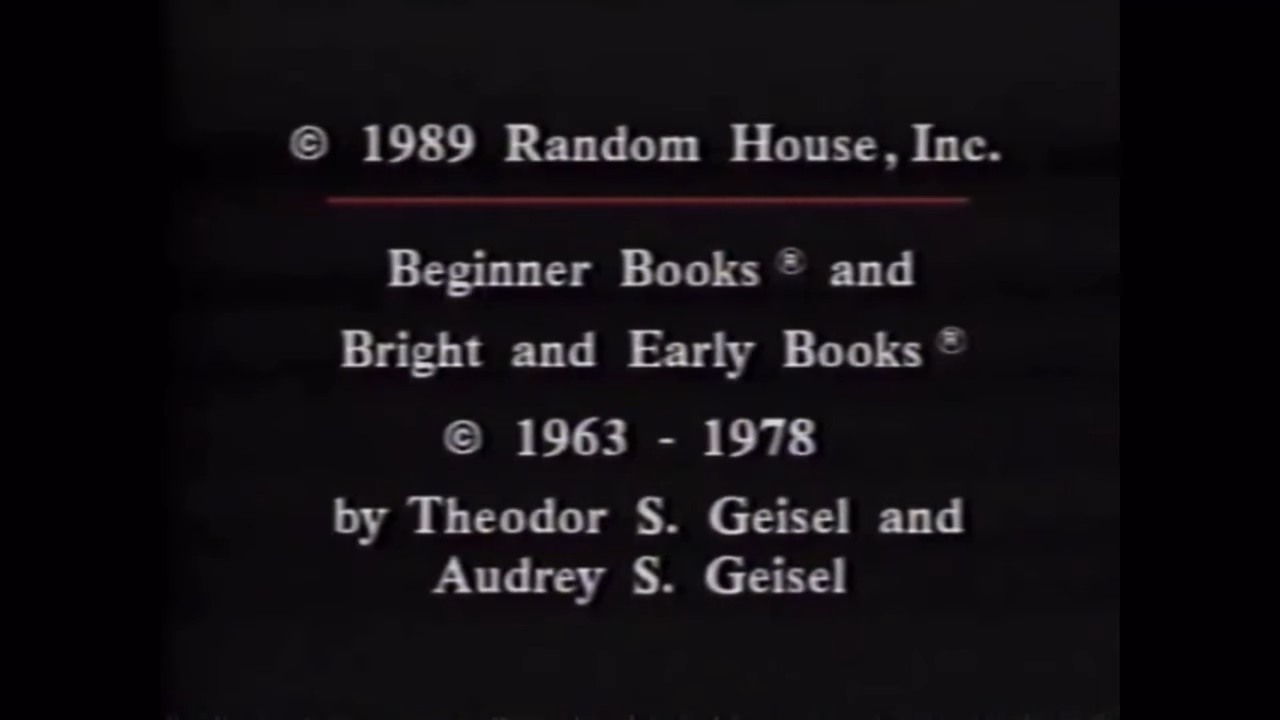 © 1989 Random House, Inc.
Beginner Books ® and
Bright and Early Books ®
© 1963 - 1978
by Theodor S. Geisel and
Audrey S. Geisel